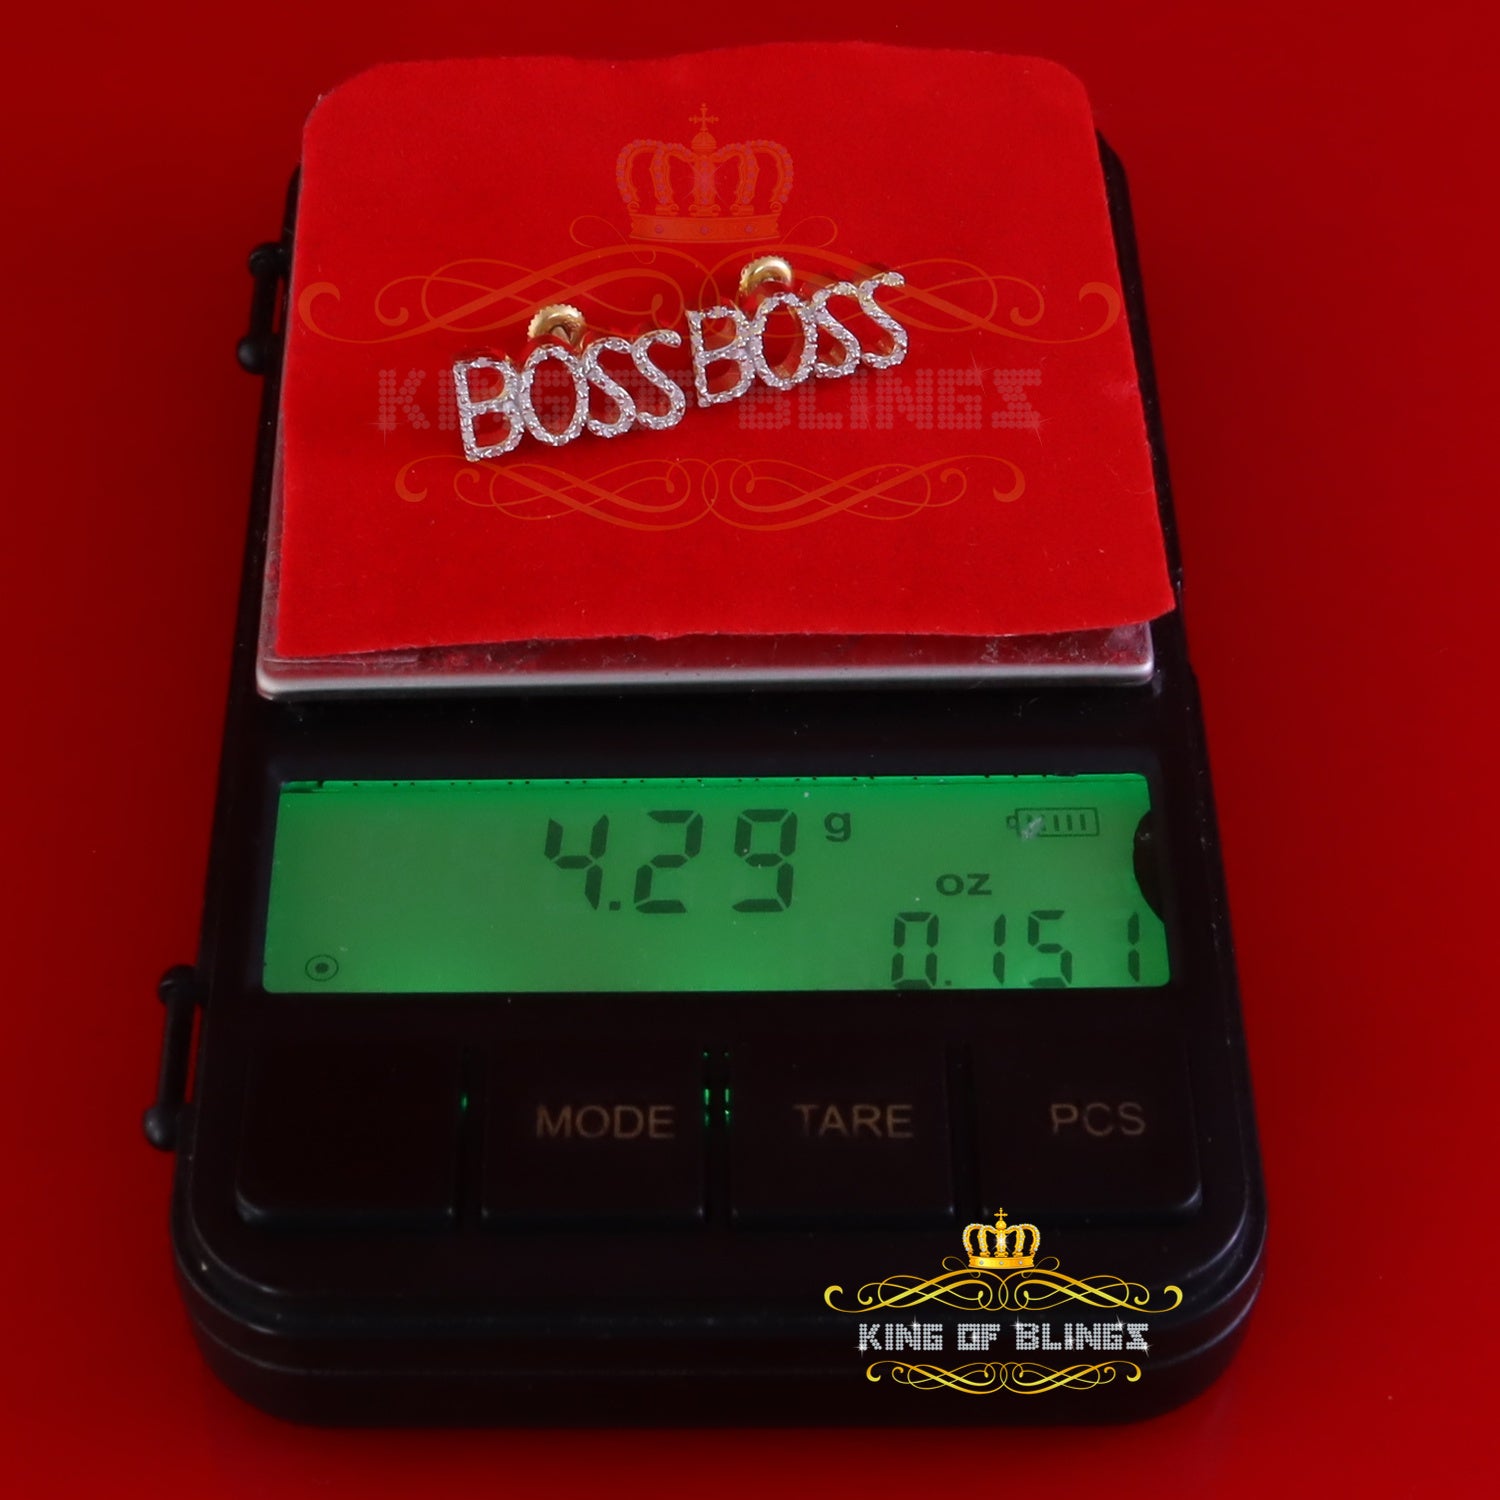 BOSS BOSS
KING OF BLINGS
4.29 g
oz
0.151
MODE TARE PCS
KING OF BLINGS